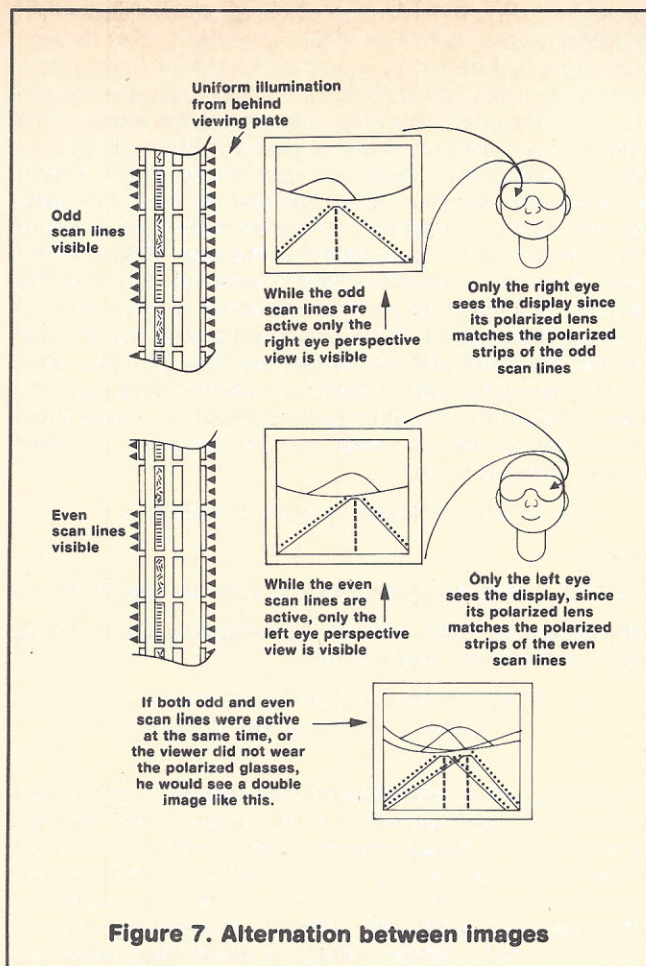 Uniform illumination
from behind
viewing plate
Odd
scan lines
visible
While the odd
scan lines are
active only the
right eye perspective
view is visible
Only the right eye
sees the display since
its polarized lens
matches the polarized
strips of the odd
scan lines
Even
scan lines
visible
While the even
scan lines are
active, only the
left eye perspective
view is visible
Only the left eye
sees the display, since
its polarized lens
matches the polarized
strips of the even
scan lines
If both odd and even
scan lines were active
at the same time, or
the viewer did not wear
the polarized glasses,
he would see a double
image like this.
Figure 7. Alternation between images